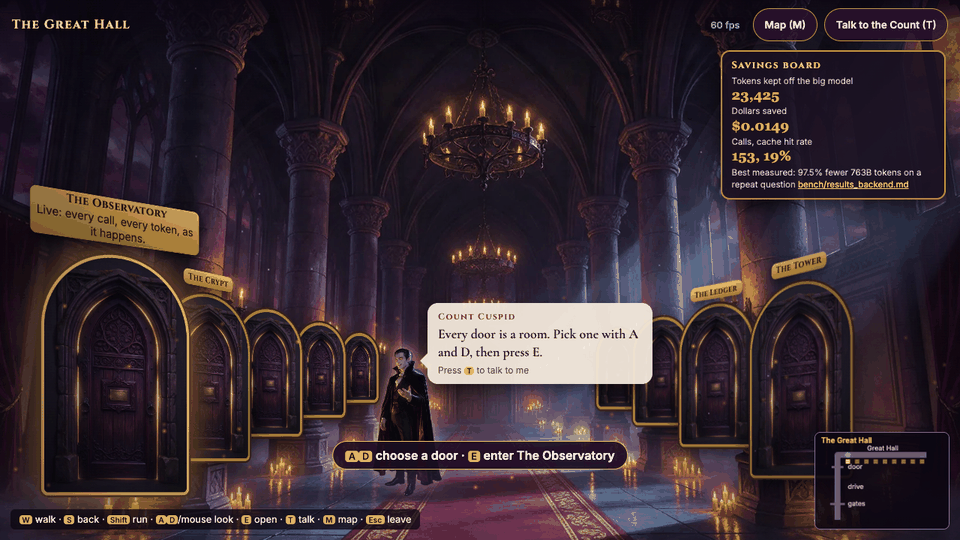 The Great Hall
60 fps
Map (M)
Talk to the Count (T)
Savings board
Tokens kept off the big model
23,425
Dollars saved
$0.0149
Calls, cache hit rate
153, 19%
Best measured: 97.5% fewer 763B tokens on a
repeat question bench/results_backend.md
The Observatory
Live: every call, every token, as
it happens.
The Crypt
The Ledger
The Tower
Count Cuspid
Every door is a room. Pick one with A
and D, then press E.
Press T to talk to me
A D choose a door · E enter The Observatory
The Great Hall
Great Hall
door
drive
gates
W walk · S back · Shift run · A D/mouse look · E open · T talk · M map · Esc leave